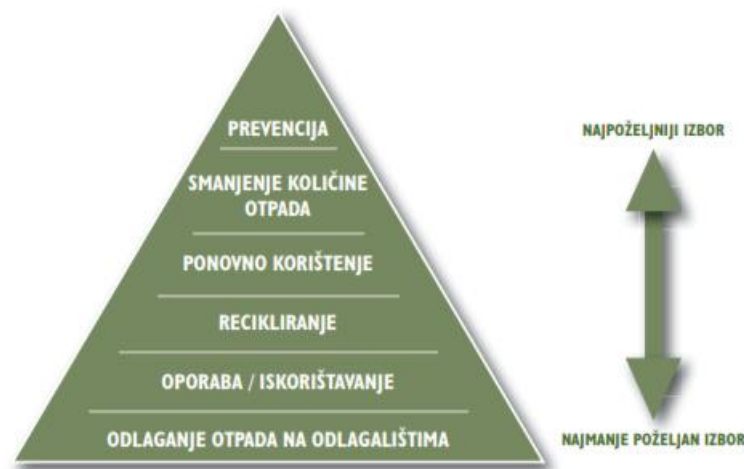 PREVENCIJA
NAJPOŽELJNIJI IZBOR
SMANJENJE KOLIČINE
OTPADA
PONOVNO KORIŠTENJE
RECIKLIRANJE
OPORABA / ISKORIŠTAVANJE
ODLAGANJE OTPADA NA ODLAGALIŠTIMA
NAJMANJE POŽELJAN IZBOR